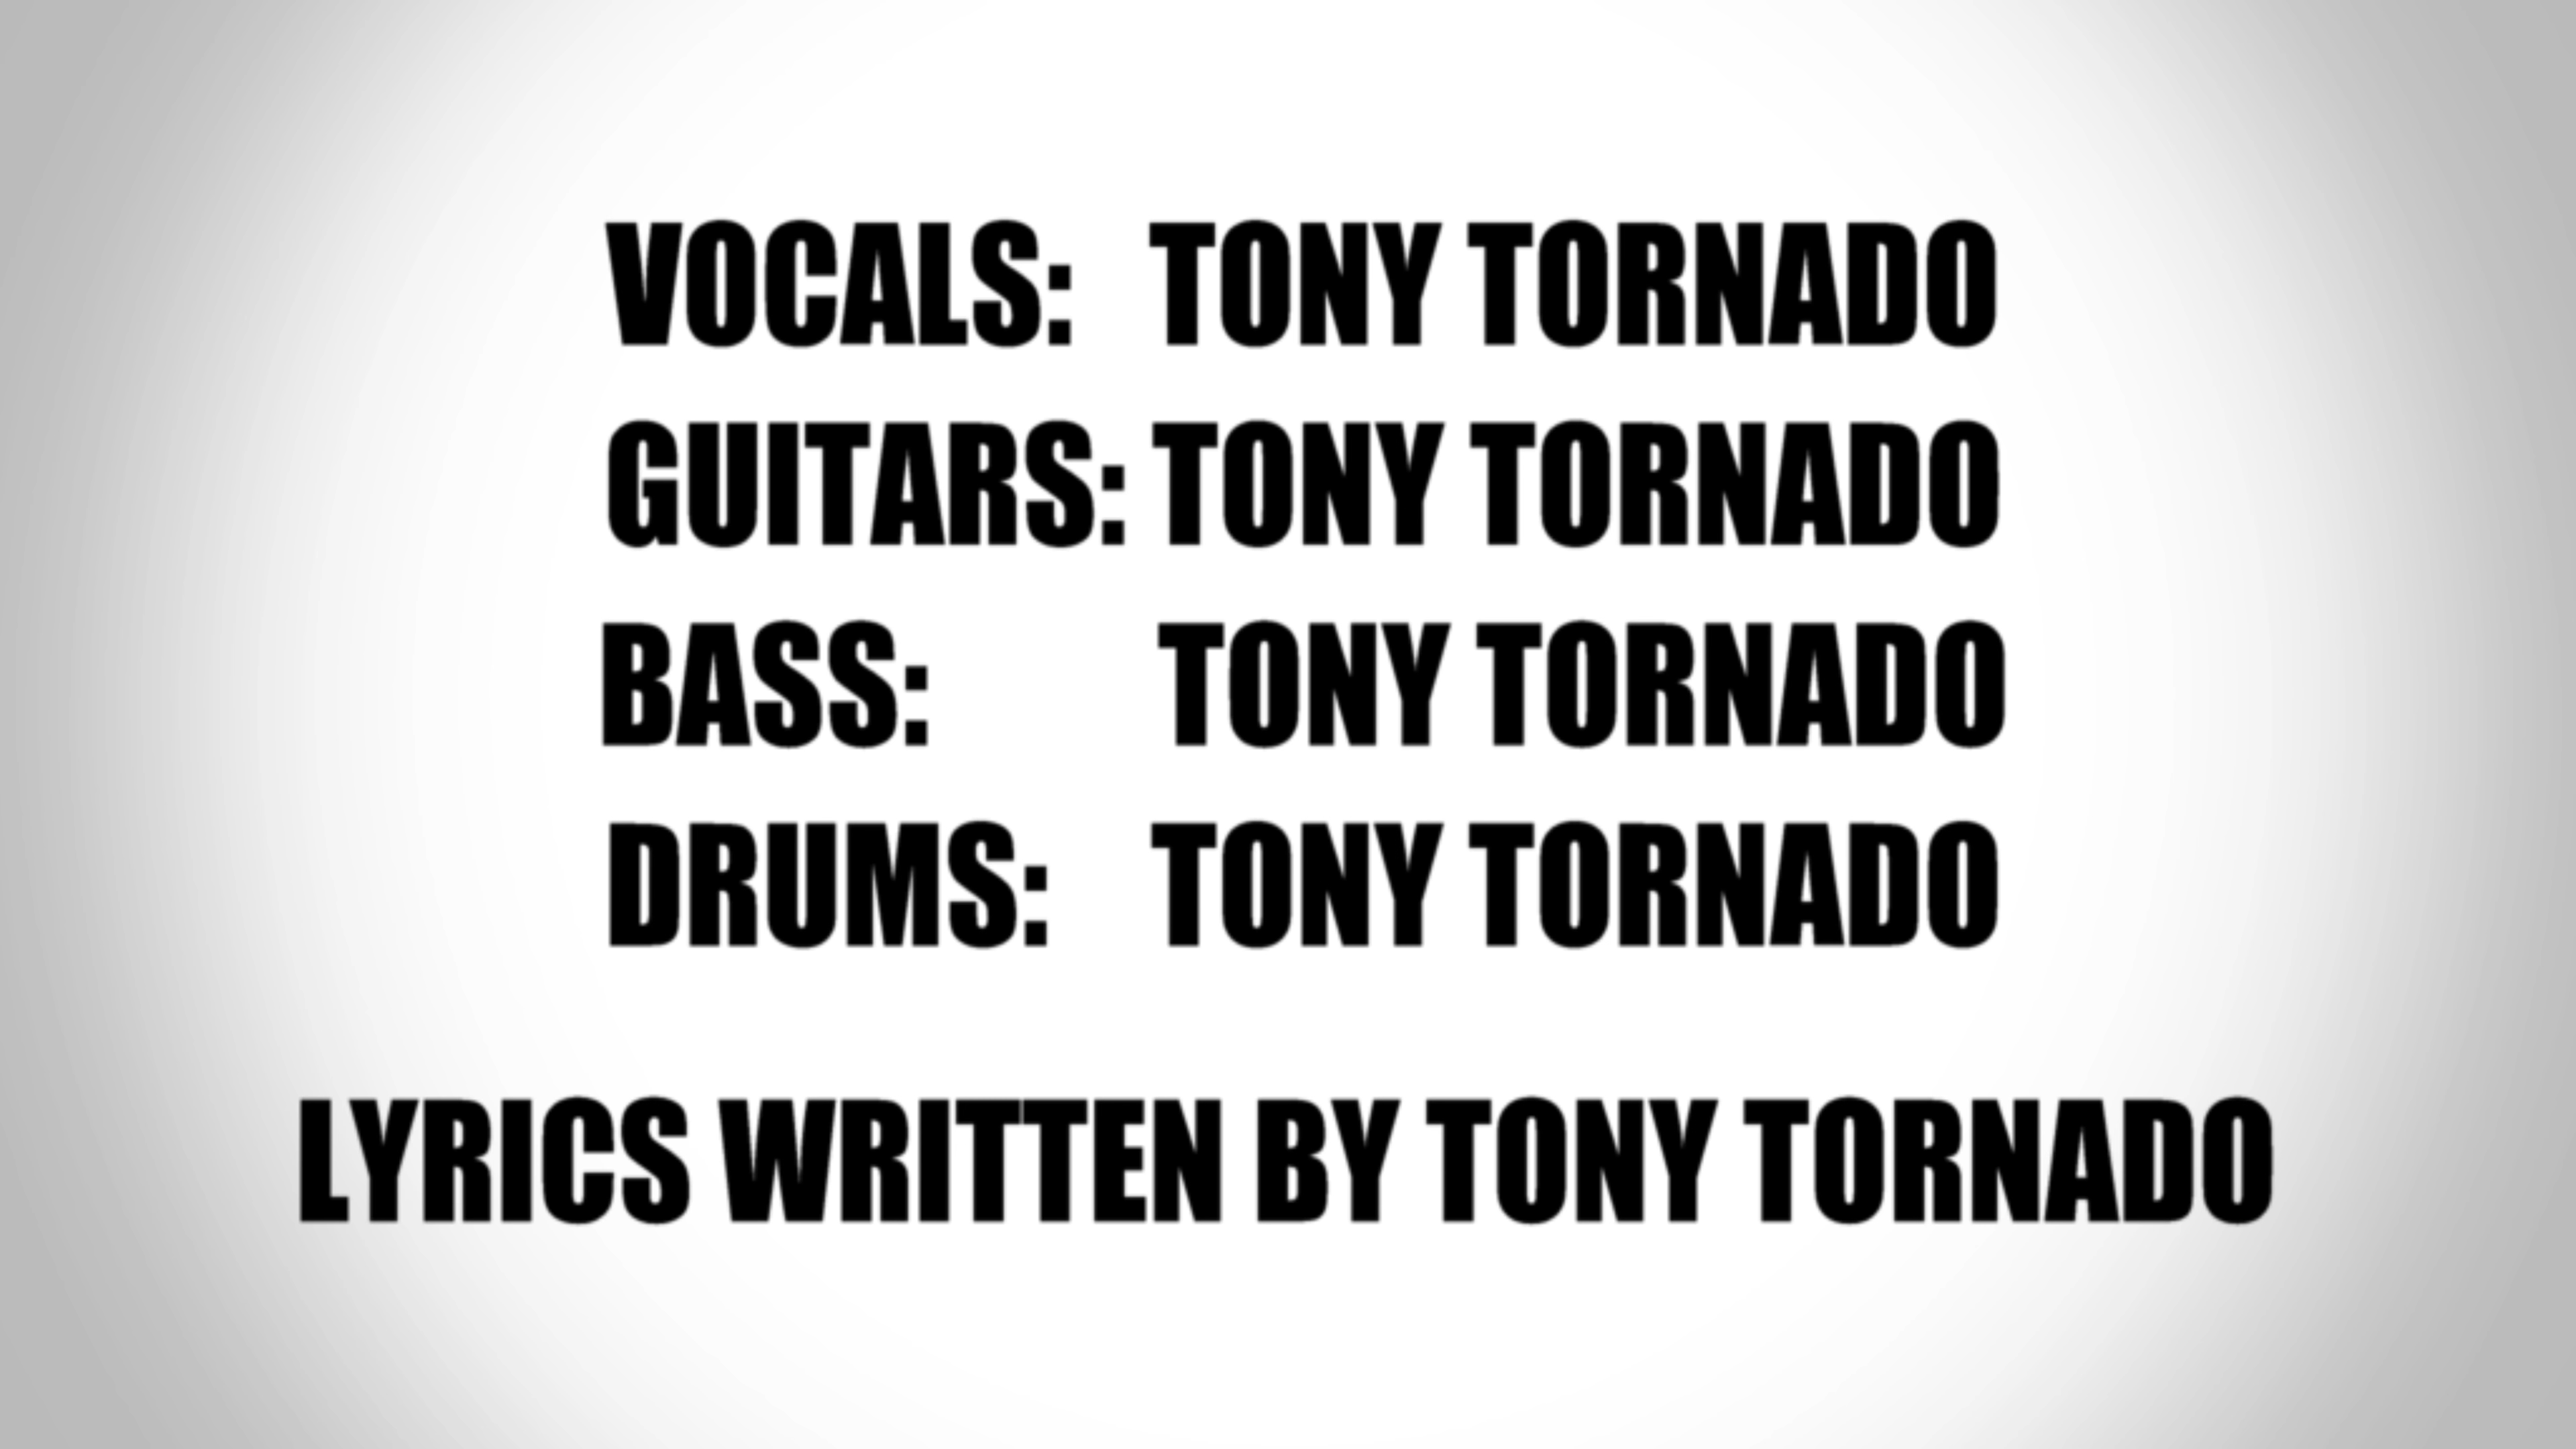 VOCALS: TONY TORNADO
GUITARS: TONY TORNADO
BASS: TONY TORNADO
DRUMS: TONY TORNADO
LYRICS WRITTEN BY TONY TORNADO